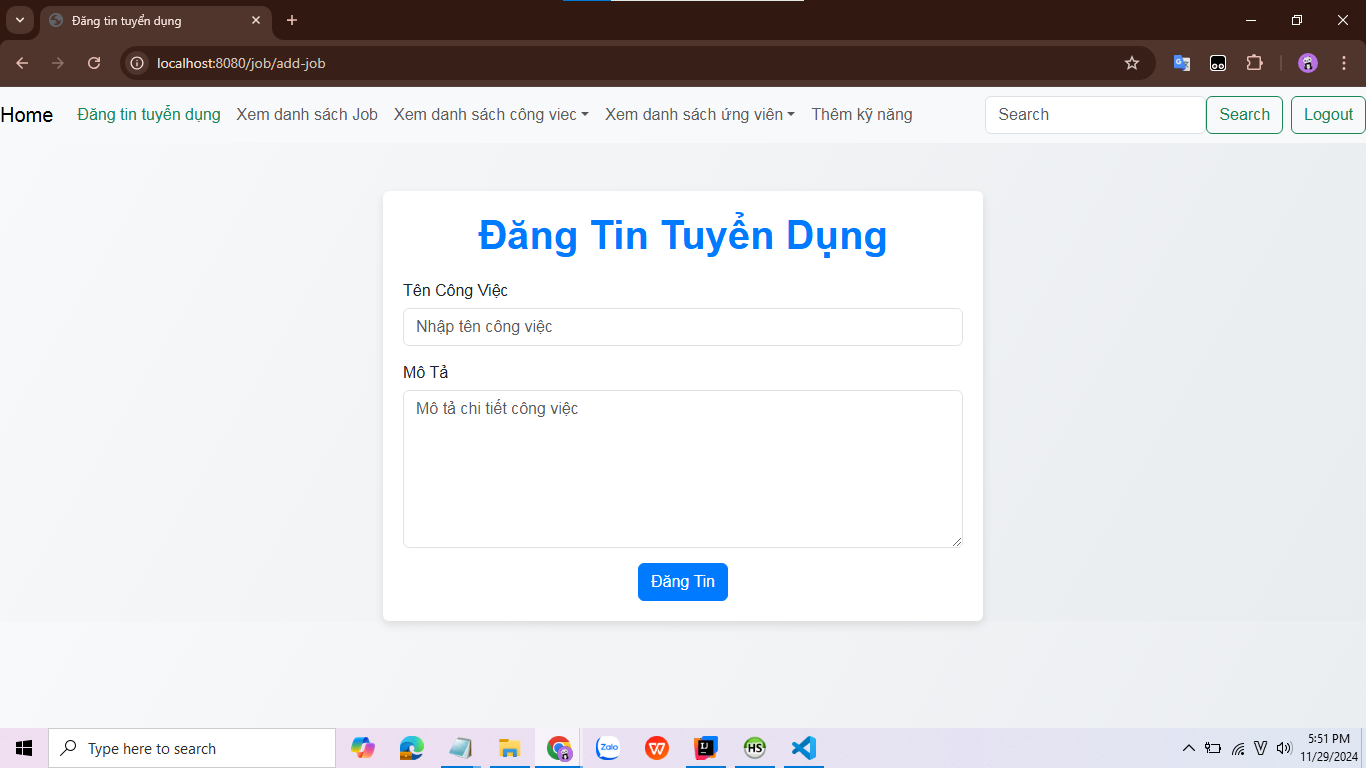 Đăng tin tuyển dụng
localhost:8080/job/add-job
Home Đăng tin tuyển dụng Xem danh sách Job Xem danh sách công viec Xem danh sách ứng viên Thêm kỹ năng Search Search Logout
Đăng Tin Tuyển Dụng
Tên Công Việc
Nhập tên công việc
Mô Tả
Mô tả chi tiết công việc
Đăng Tin
Type here to search
Zalo
W
IJ
HS
V
5:51 PM
11/29/2024